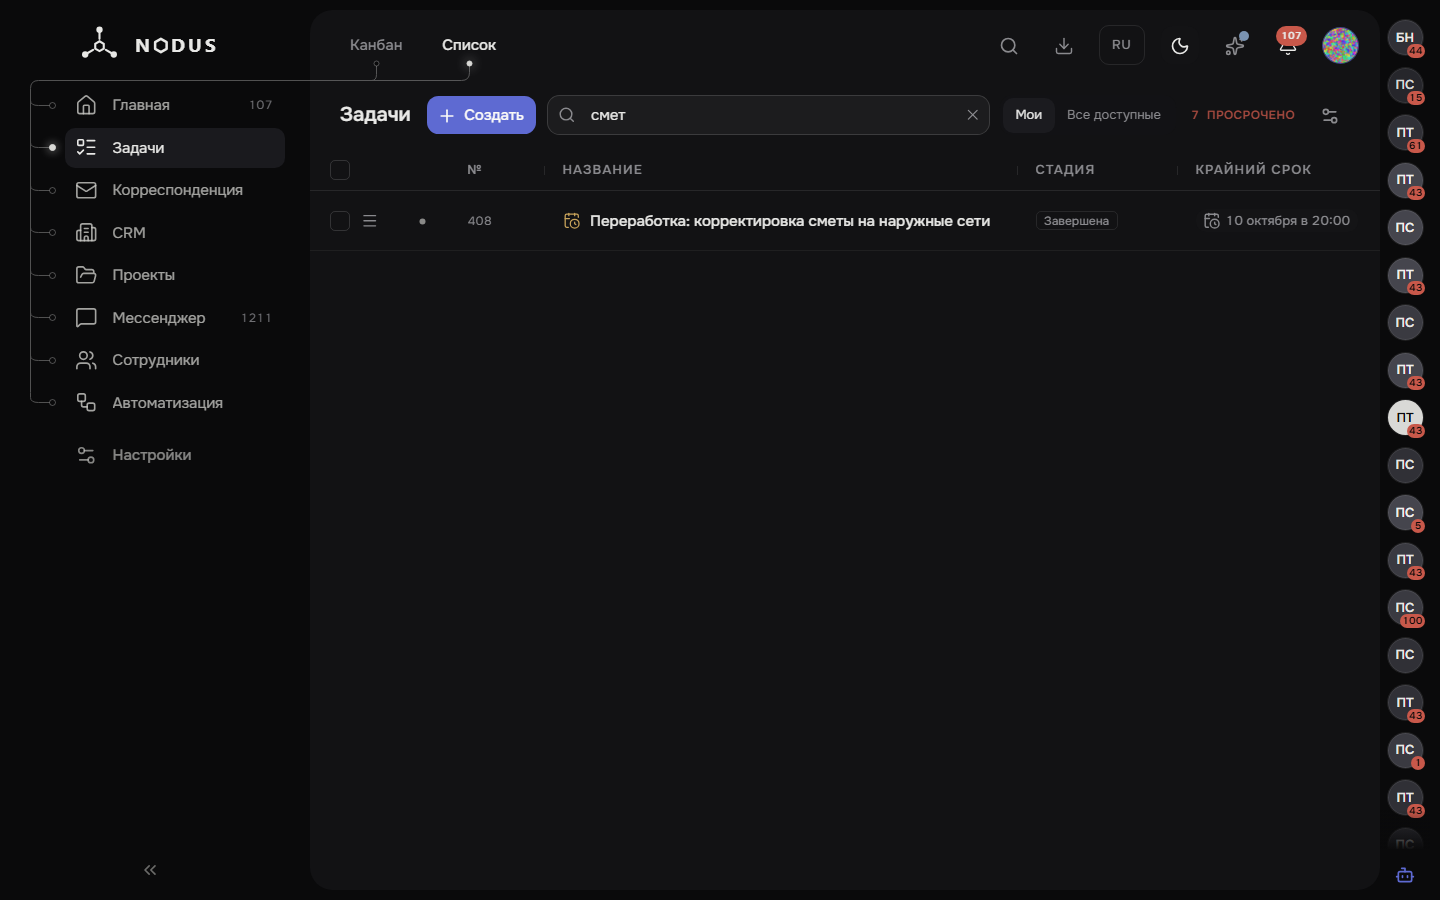 NODUS
Канбан
Список
RU
107
Главная 107
Задачи
Корреспонденция
CRM
Проекты
Мессенджер 1211
Сотрудники
Автоматизация
Настройки
Задачи
Создать
смет
Мои
Все доступные
7 ПРОСРОЧЕНО
№ НАЗВАНИЕ СТАДИЯ КРАЙНИЙ СРОК
408 Переработка: корректировка сметы на наружные сети Завершена 10 октября в 20:00
БН 44
ПС 15
ПТ 61
ПТ 43
ПС
ПТ 43
ПС
ПТ 43
ПТ 43
ПС
ПС 5
ПТ 43
ПС 100
ПС
ПТ 43
ПС 1
ПТ 43
ПС